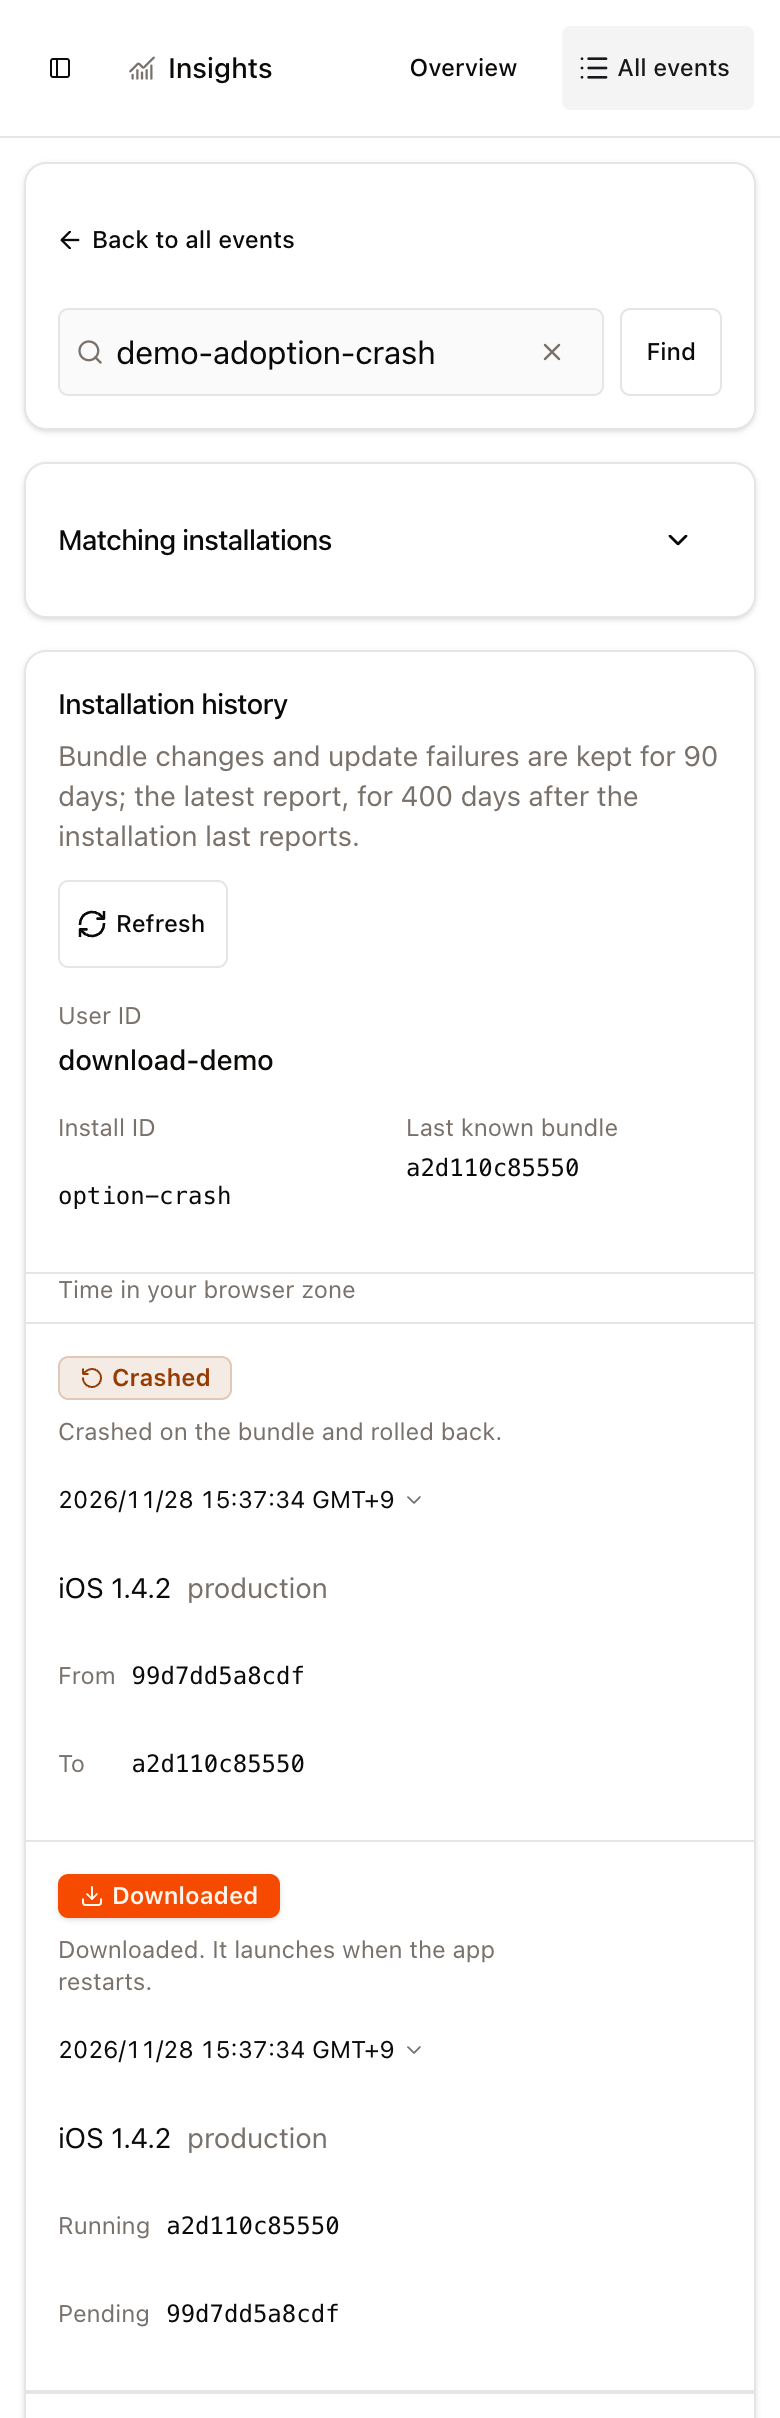 Insights
Overview
All events
Back to all events
demo-adoption-crash
Find
Matching installations
Installation history
Bundle changes and update failures are kept for 90
days; the latest report, for 400 days after the
installation last reports.
Refresh
User ID
download-demo
Install ID
option-crash
Last known bundle
a2d110c85550
Time in your browser zone
Crashed
Crashed on the bundle and rolled back.
2026/11/28 15:37:34 GMT+9
iOS 1.4.2 production
From 99d7dd5a8cdf
To a2d110c85550
Downloaded
Downloaded. It launches when the app
restarts.
2026/11/28 15:37:34 GMT+9
iOS 1.4.2 production
Running a2d110c85550
Pending 99d7dd5a8cdf